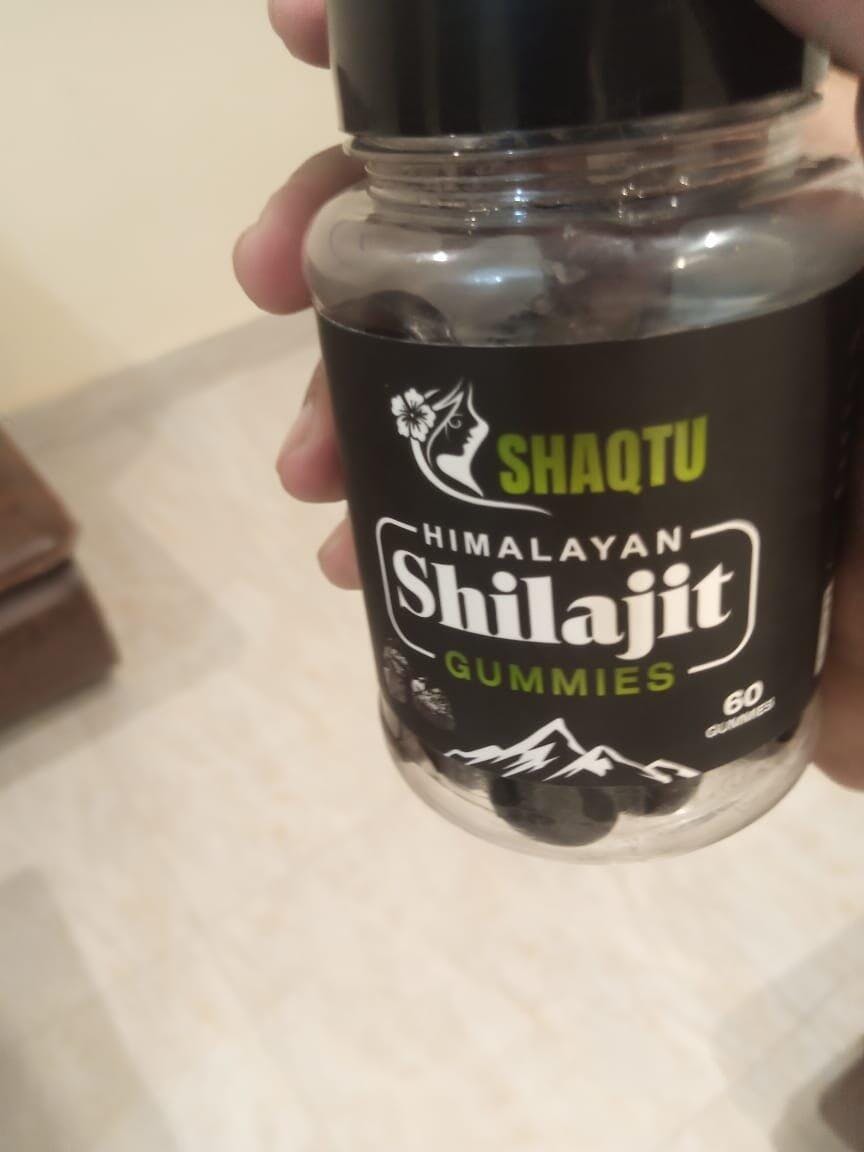 SHAQTU
HIMALAYAN
Shilajit
GUMMIES
60
GUMMIES